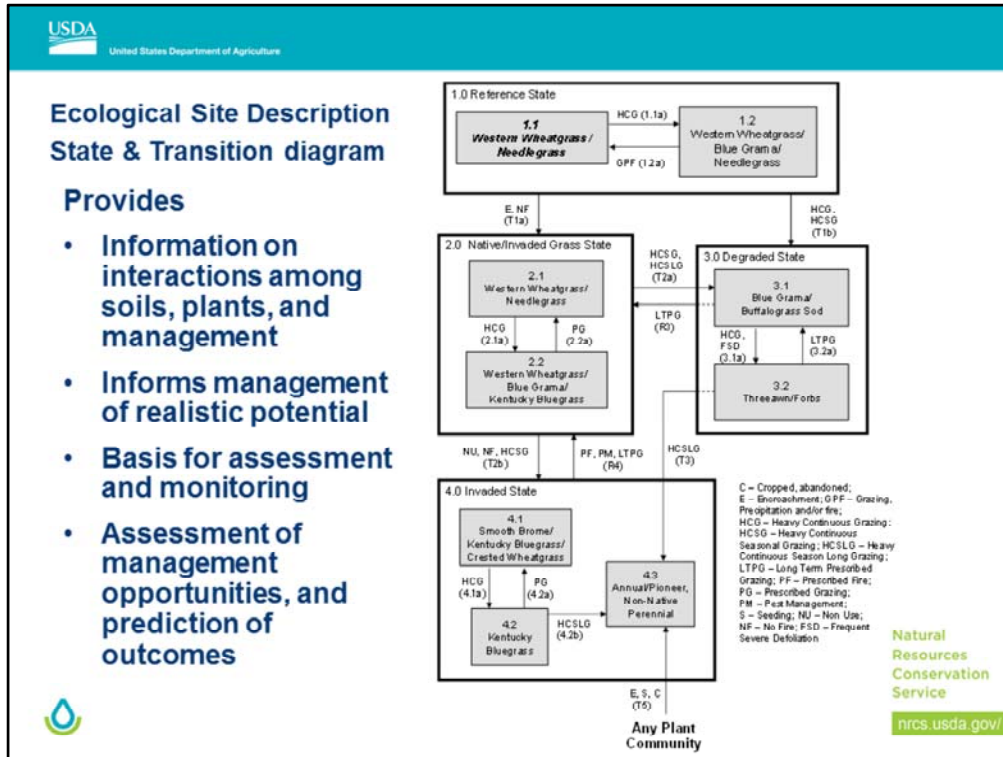 USDA
United States Department of Agriculture
Ecological Site Description
State & Transition diagram
Provides
• Information on
interactions among
soils, plants, and
management
• Informs management
of realistic potential
• Basis for assessment
and monitoring
• Assessment of
management
opportunities, and
prediction of
outcomes
1.0 Reference State
1.1
Western Wheatgrass/
Needlegrass
HCG (1.1a)
GPF (1.2a)
1.2
Western Wheatgrass/
Blue Grama/
Needlegrass
E, NF
(T1a)
HCG,
HCSG
(T1b)
2.0 Native/Invaded Grass State
2.1
Western Wheatgrass/
Needlegrass
HCG
(2.1a)
PG
(2.2a)
2.2
Western Wheatgrass/
Blue Grama/
Kentucky Bluegrass
HCSG,
HCSLG
(T2a)
LTPG
(R3)
3.0 Degraded State
3.1
Blue Grama/
Buffalograss Sod
HCG,
FSD
(3.1a)
LTPG
(3.2a)
3.2
Threeawn/Forbs
NU, NF, HCSG
(T2b)
PF, PM, LTPG
(R4)
HCSLG
(T3)
4.0 Invaded State
4.1
Smooth Brome/
Kentucky Bluegrass/
Crested Wheatgrass
HCG
(4.1a)
PG
(4.2a)
4.2
Kentucky
Bluegrass
HCSLG
(4.2b)
4.3
Annual/Pioneer,
Non-Native
Perennial
E, S, C
(T5)
Any Plant
Community
C – Cropped, abandoned;
E – Encroachment; GPF – Grazing,
Precipitation and/or fire;
HCG – Heavy Continuous Grazing;
HCSG – Heavy Continuous
Seasonal Grazing; HCSLG – Heavy
Continuous Season Long Grazing;
LTPG – Long Term Prescribed
Grazing; PF – Prescribed Fire;
PG – Prescribed Grazing;
PM – Pest Management;
S – Seeding; NU – Non Use;
NF – No Fire; FSD – Frequent
Severe Defoliation
Natural
Resources
Conservation
Service
nrcs.usda.gov/